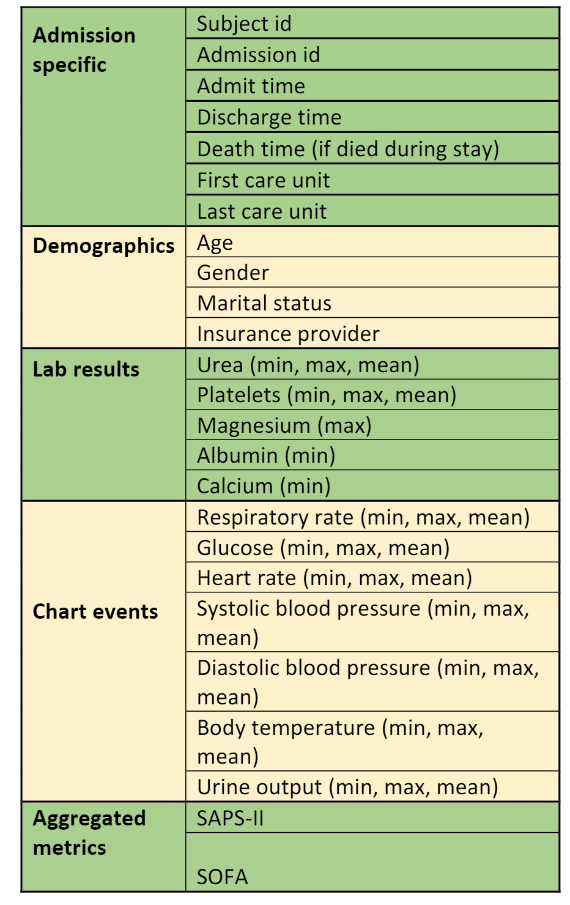 Admission
specific
Subject id
Admission id
Admit time
Discharge time
Death time (if died during stay)
First care unit
Last care unit
Demographics
Age
Gender
Marital status
Insurance provider
Lab results
Urea (min, max, mean)
Platelets (min, max, mean)
Magnesium (max)
Albumin (min)
Calcium (min)
Chart events
Respiratory rate (min, max, mean)
Glucose (min, max, mean)
Heart rate (min, max, mean)
Systolic blood pressure (min, max,
mean)
Diastolic blood pressure (min, max,
mean)
Body temperature (min, max,
mean)
Urine output (min, max, mean)
Aggregated
metrics
SAPS-II
SOFA